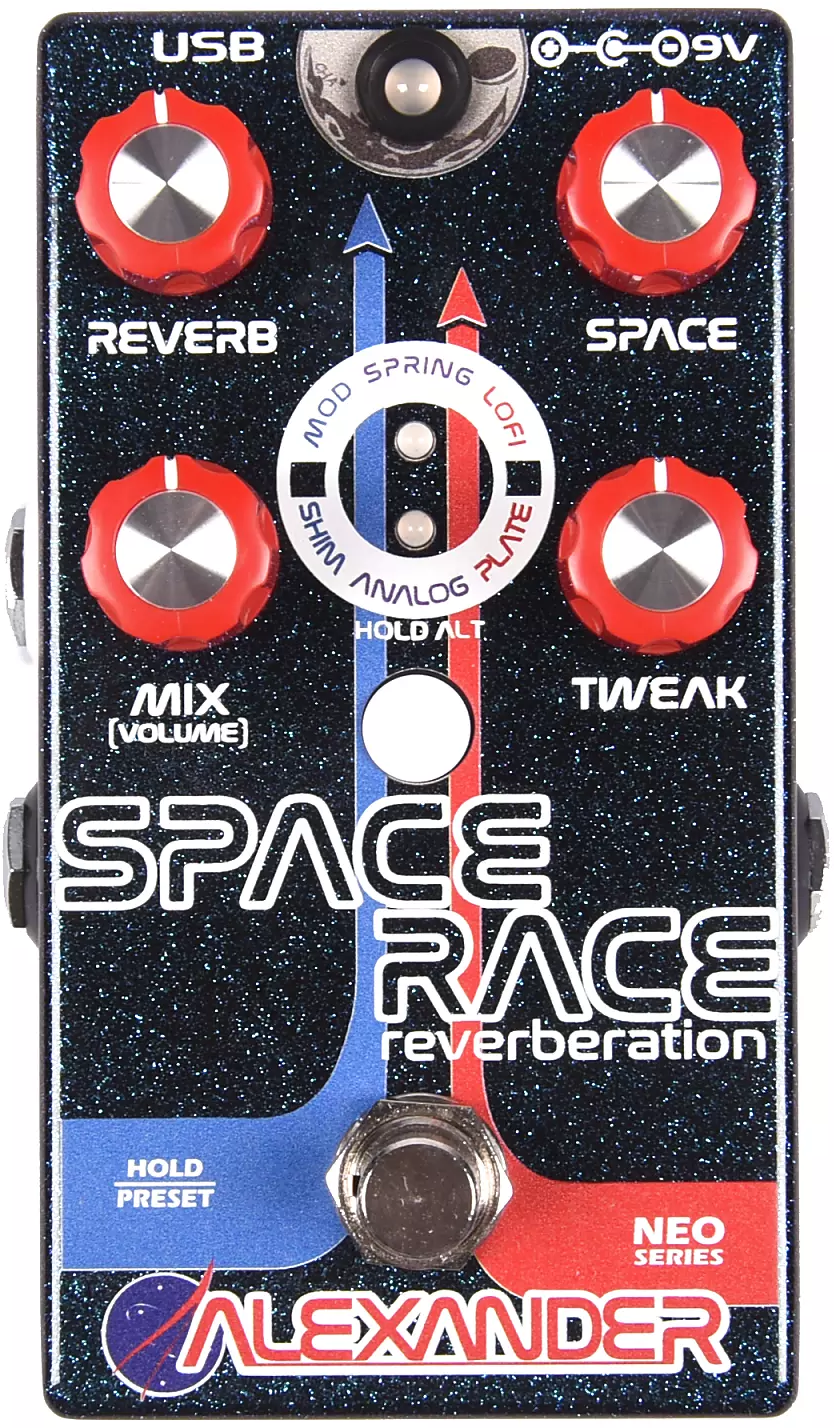 USB
9V
CHA
REVERB
SPACE
MOD SPRING LOFI
SHIM ANALOG PLATE
HOLD ALT
MIX
[VOLUME]
TWEAK
SPACE
RACE
reverberation
HOLD
PRESET
NEO
SERIES
ALEXANDER